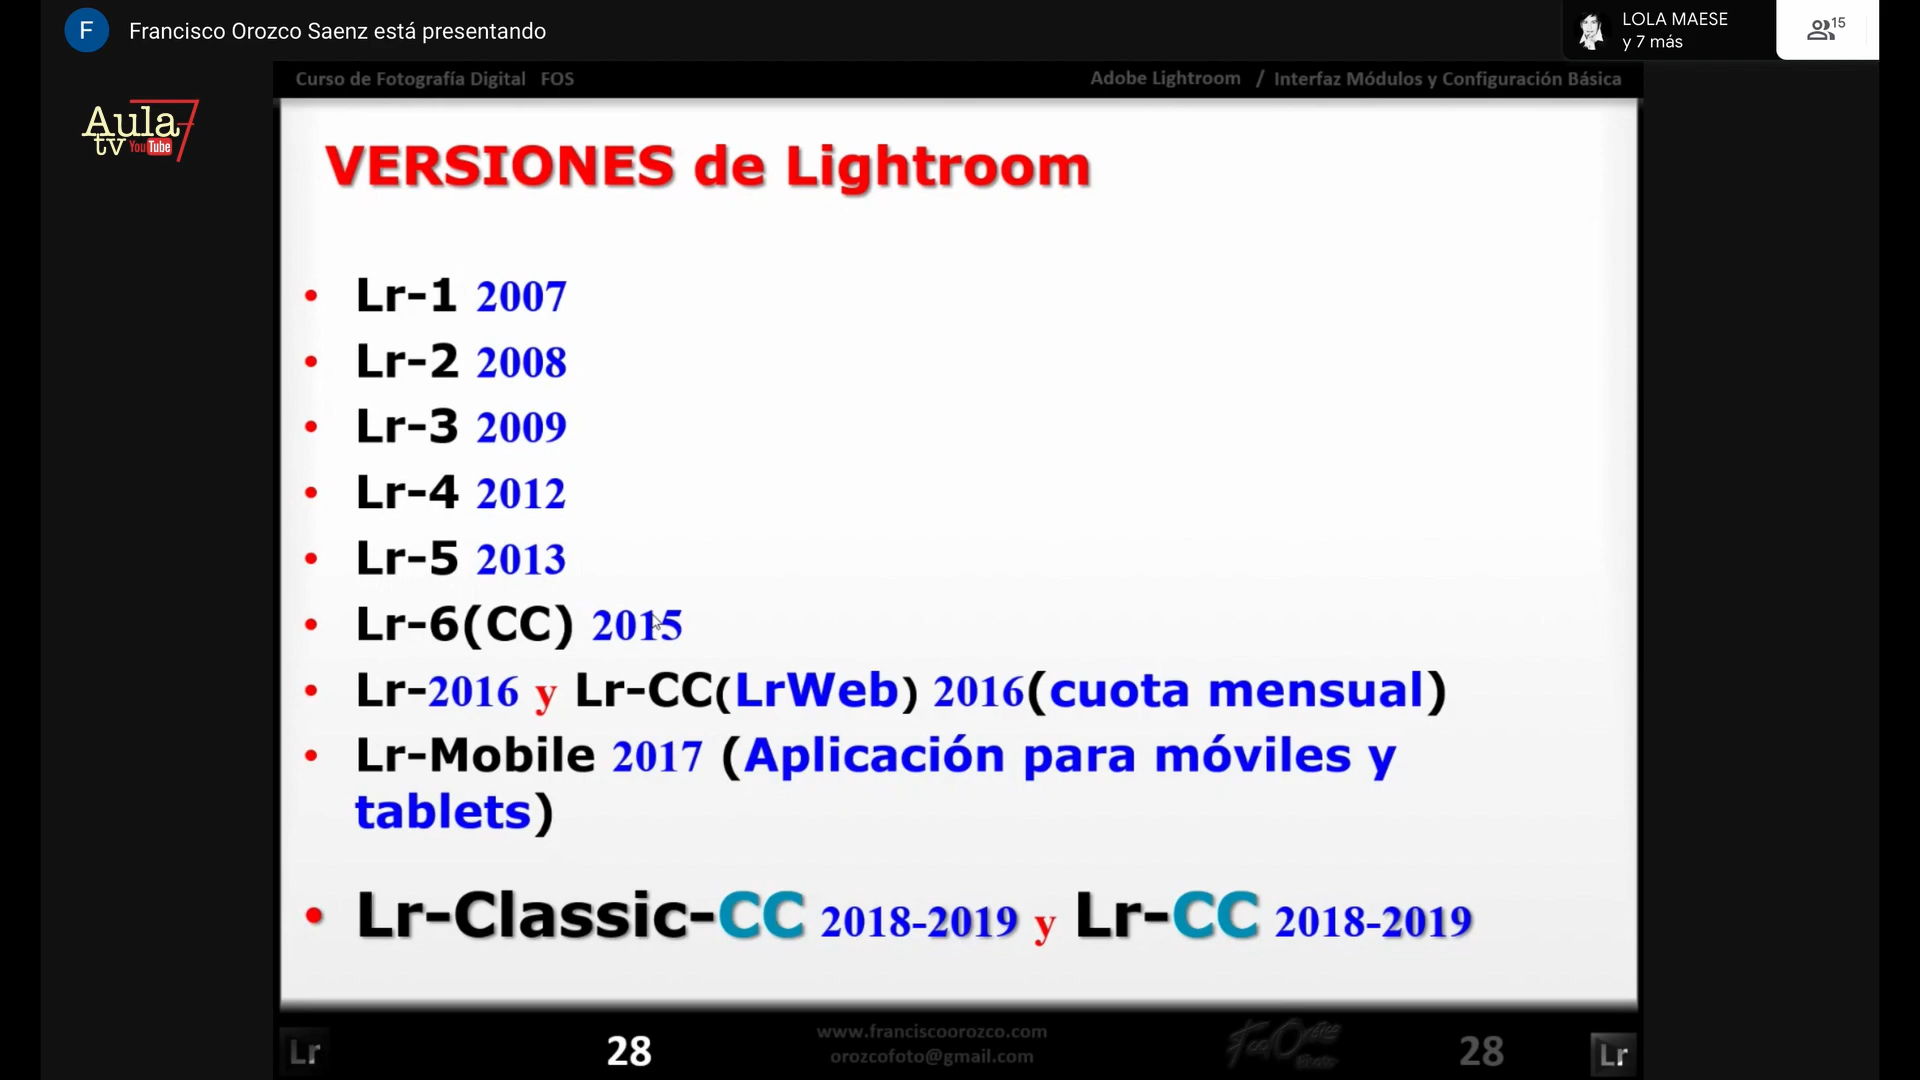 F Francisco Orozco Saenz está presentando
LOLA MAESE
y 7 más
15
Curso de Fotografía Digital FOS
Adobe Lightroom / Interfaz Módulos y Configuración Básica
Aula 7
tv YouTube
VERSIONES de Lightroom
• Lr-1 2007
• Lr-2 2008
• Lr-3 2009
• Lr-4 2012
• Lr-5 2013
• Lr-6(CC) 2015
• Lr-2016 y Lr-CC(LrWeb) 2016(cuota mensual)
• Lr-Mobile 2017 (Aplicación para móviles y
tablets)
• Lr-Classic-CC 2018-2019 y Lr-CC 2018-2019
Lr
28
www.franciscoorozco.com
orozcofoto@gmail.com
28
Lr